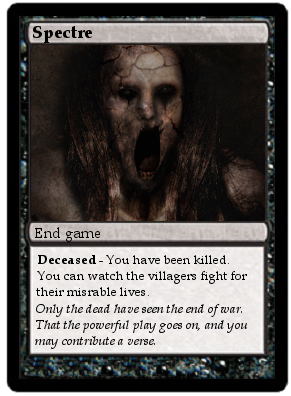 Spectre
End game
Deceased - You have been killed.
You can watch the villagers fight for
their misrable lives.
Only the dead have seen the end of war.
That the powerful play goes on, and you
may contribute a verse.